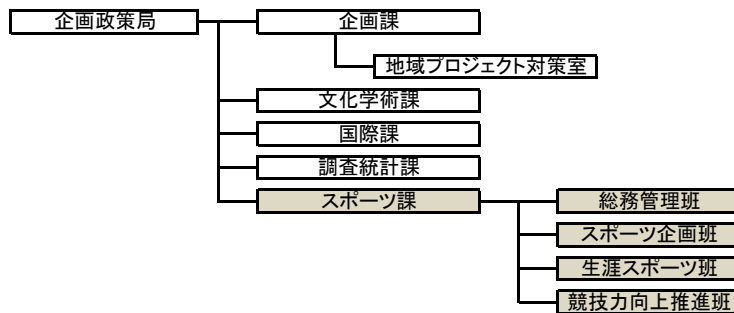 企画政策局
企画課
地域プロジェクト対策室
文化学術課
国際課
調査統計課
スポーツ課
総務管理班
スポーツ企画班
生涯スポーツ班
競技力向上推進班